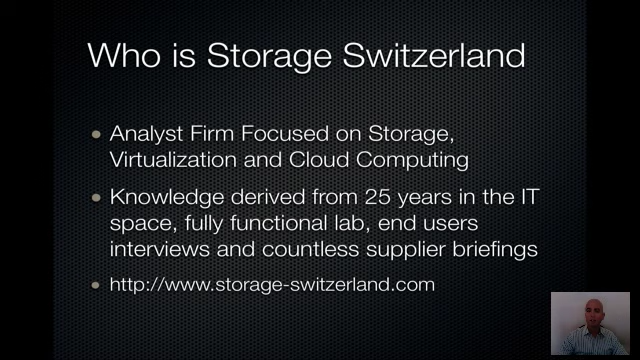 Who is Storage Switzerland
Analyst Firm Focused on Storage,
Virtualization and Cloud Computing
Knowledge derived from 25 years in the IT
space, fully functional lab, end users
interviews and countless supplier briefings
http://www.storage-switzerland.com